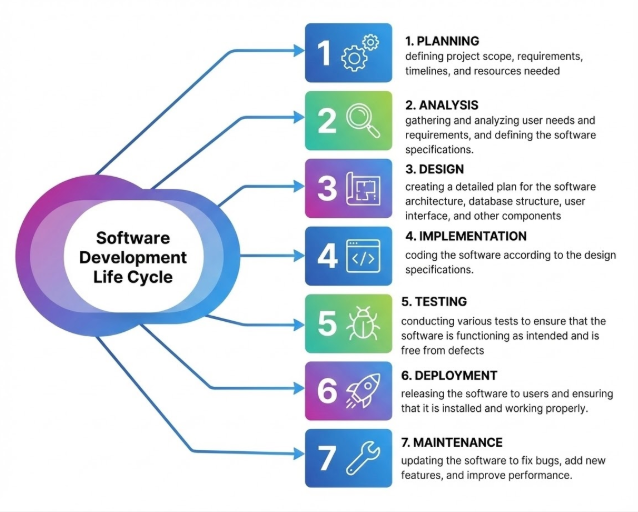 Software
Development
Life Cycle
1
1. PLANNING
defining project scope, requirements,
timelines, and resources needed
2
2. ANALYSIS
gathering and analyzing user needs and
requirements, and defining the software
specifications.
3
3. DESIGN
creating a detailed plan for the software
architecture, database structure, user
interface, and other components
4
</>
4. IMPLEMENTATION
coding the software according to the design
specifications.
5
5. TESTING
conducting various tests to ensure that the
software is functioning as intended and is
free from defects
6
6. DEPLOYMENT
releasing the software to users and ensuring
that it is installed and working properly.
7
7. MAINTENANCE
updating the software to fix bugs, add new
features, and improve performance.